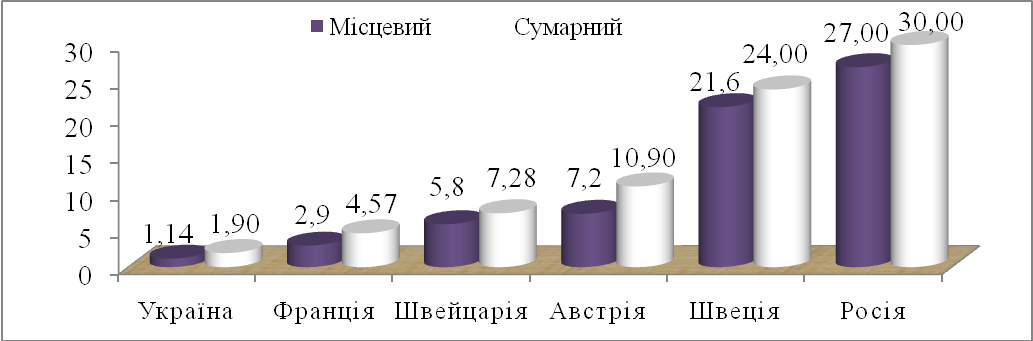 Місцевий Сумарний
30
25
20
15
10
5
0
1,14 1,90 2,9 4,57 5,8 7,28 7,2 10,90 21,6 24,00 27,00 30,00
Україна Франція Швейцарія Австрія Швеція Росія